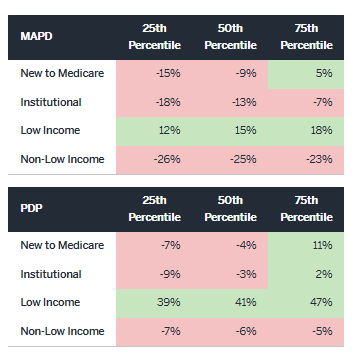 MAPD 25th Percentile 50th Percentile 75th Percentile
New to Medicare -15% -9% 5%
Institutional -18% -13% -7%
Low Income 12% 15% 18%
Non-Low Income -26% -25% -23%
PDP 25th Percentile 50th Percentile 75th Percentile
New to Medicare -7% -4% 11%
Institutional -9% -3% 2%
Low Income 39% 41% 47%
Non-Low Income -7% -6% -5%